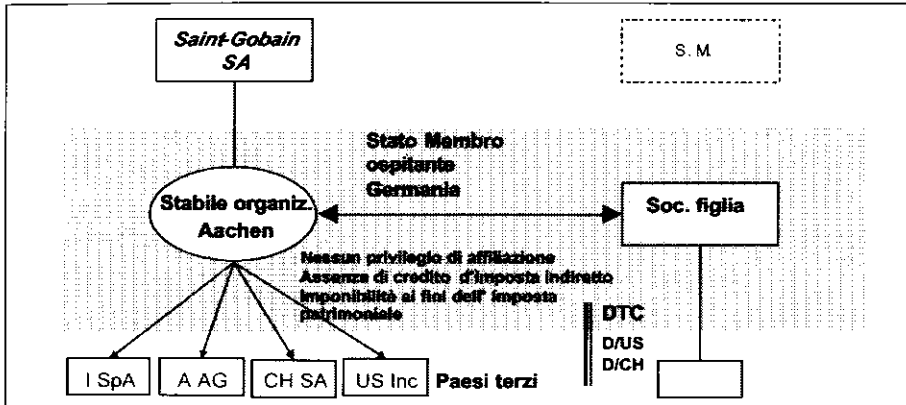 Saint-Gobain
SA
S. M.
Stato Membro
ospitante
Germania
Stabile organiz.
Aachen
Soc. figlia
Nessun privilegio di affiliazione
Assenza di credito d'imposta indiretto
Imponibilità ai fini dell' imposta
patrimoniale
DTC
D/US
D/CH
I SpA
A AG
CH SA
US Inc
Paesi terzi